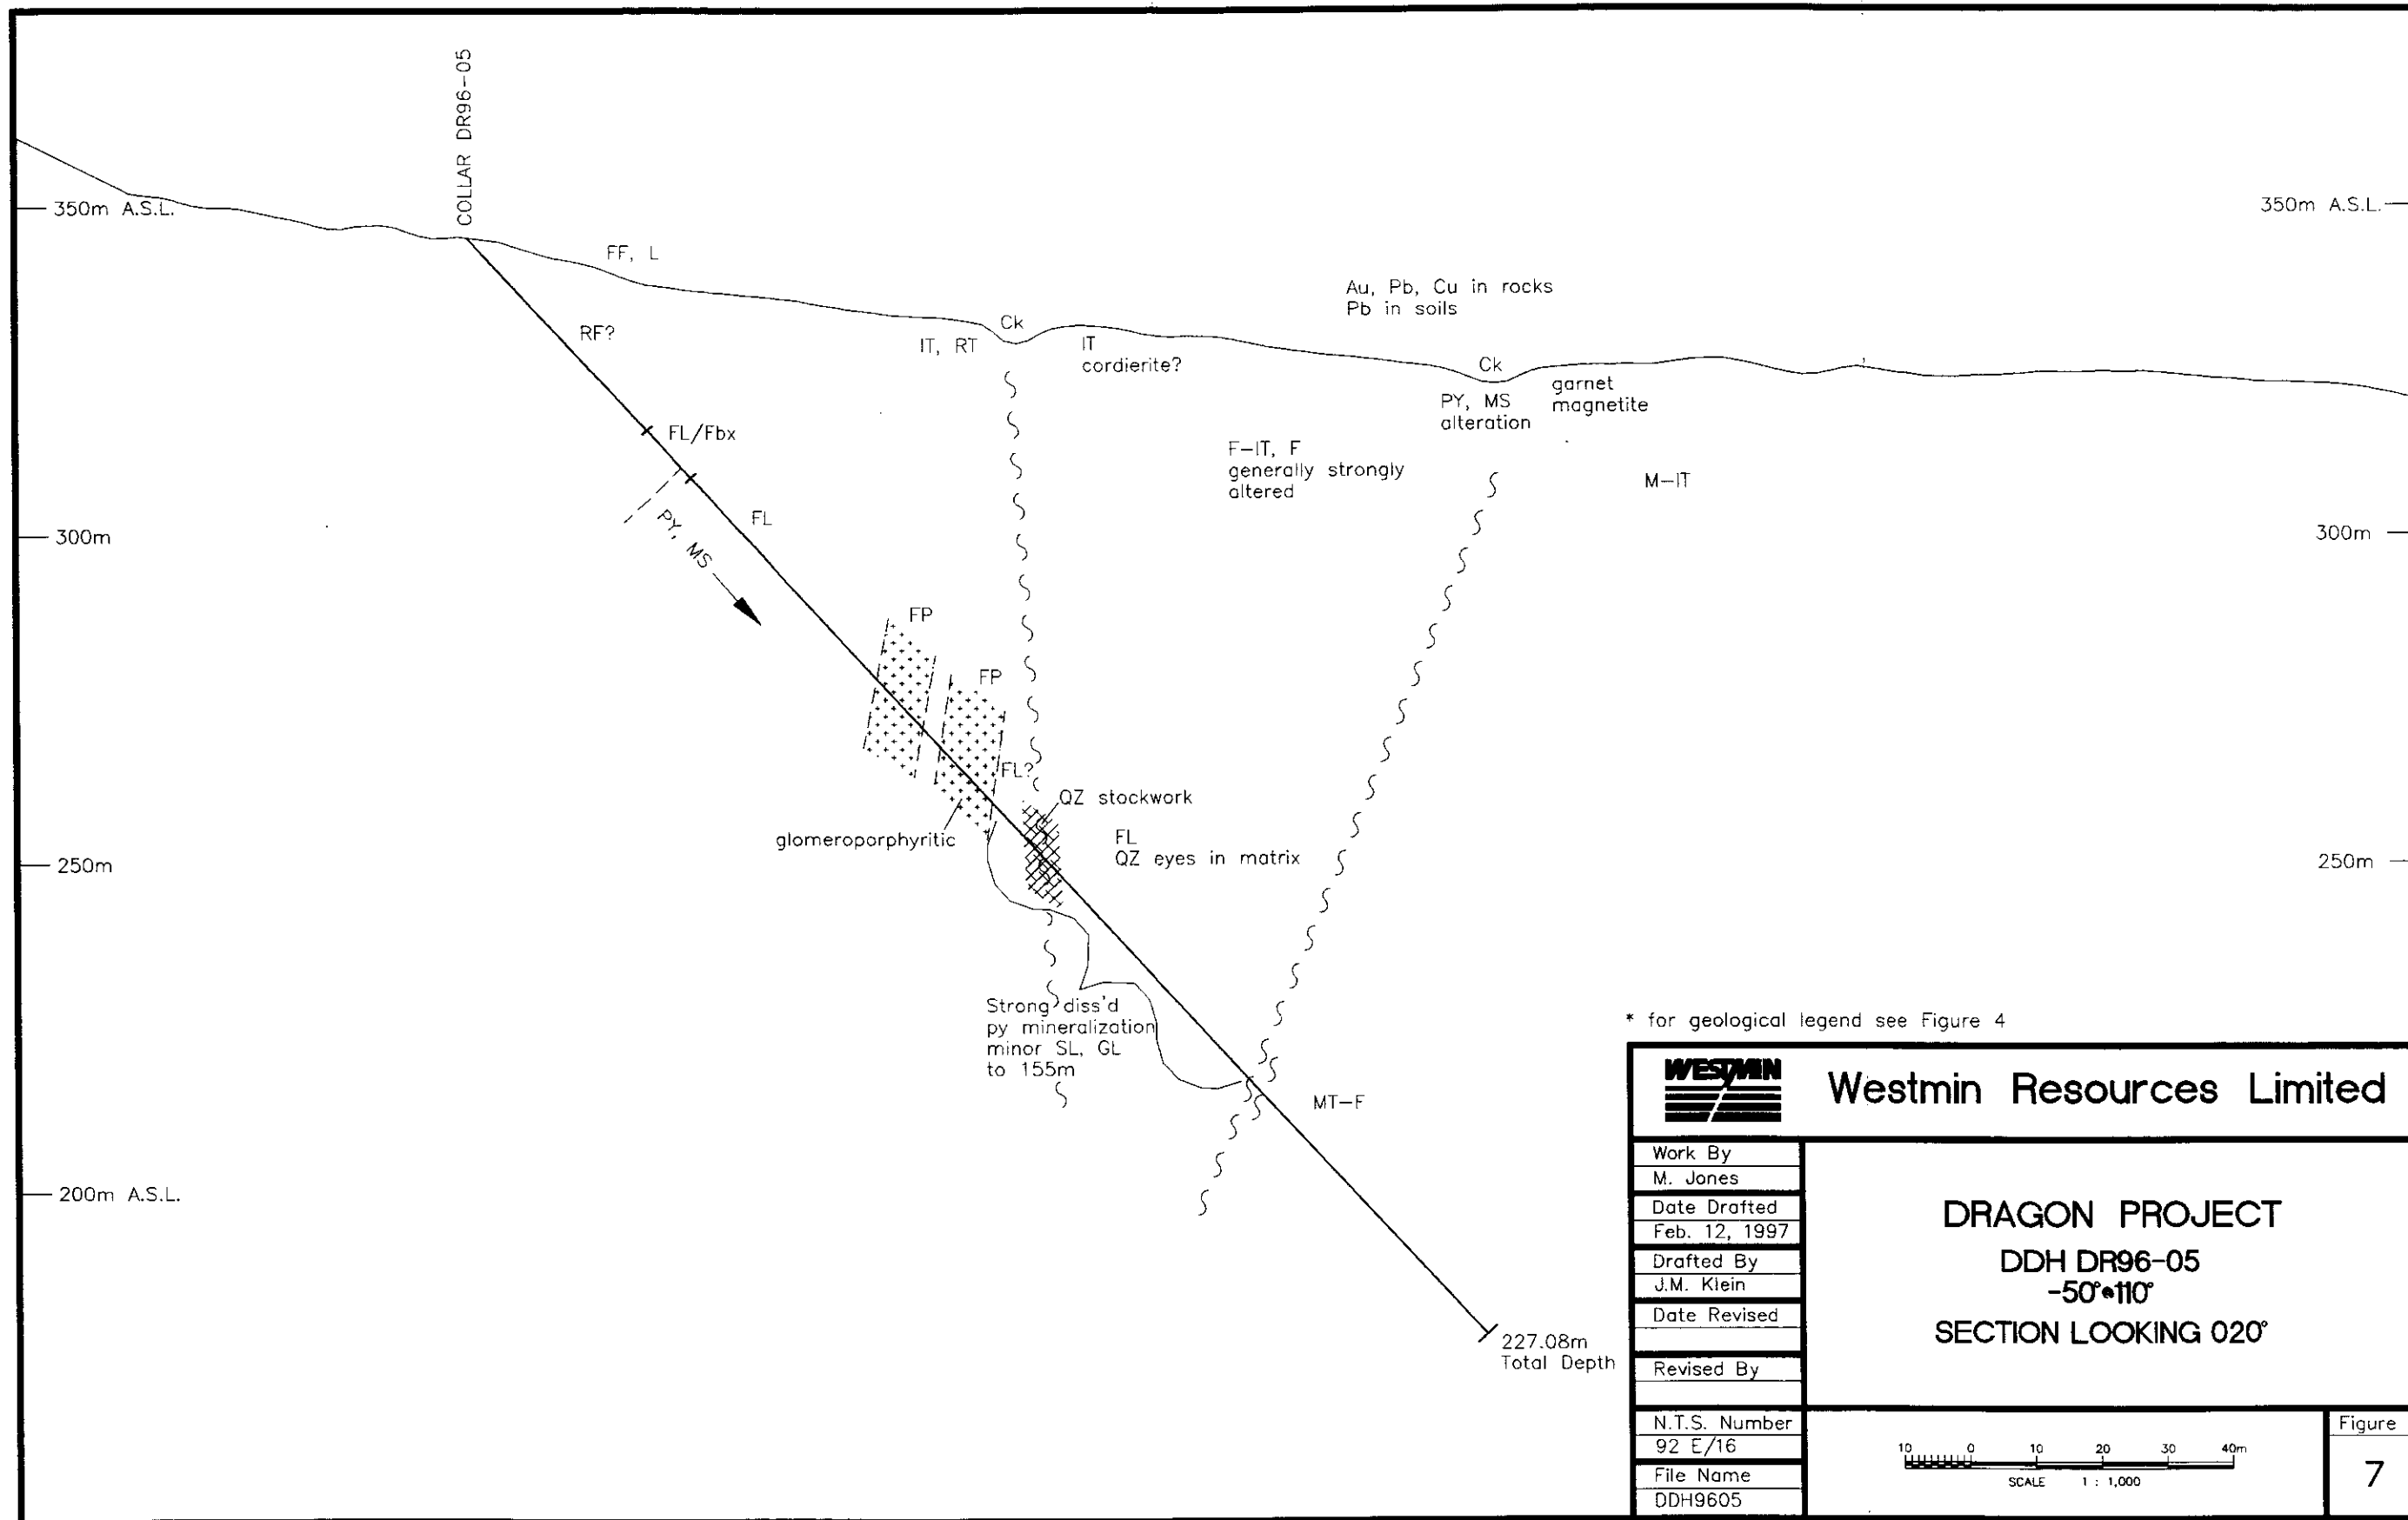 COLLAR DR96-05
350m A.S.L.
350m A.S.L.
FF, L
Au, Pb, Cu in rocks
Pb in soils
RF?
Ck
IT, RT
IT
cordierite?
Ck
garnet
magnetite
PY, MS
alteration
FL/Fbx
F-IT, F
generally strongly
altered
M-IT
FL
PY, MS
300m
300m
FP
FP
FL?
QZ stockwork
glomeroporphyritic
FL
QZ eyes in matrix
250m
250m
Strong diss'd
py mineralization
minor SL, GL
to 155m
MT-F
200m A.S.L.
227.08m
Total Depth
* for geological legend see Figure 4
WESTMIN
Westmin Resources Limited
Work By
M. Jones
Date Drafted
Feb. 12, 1997
Drafted By
J.M. Klein
Date Revised
Revised By
N.T.S. Number
92 E/16
File Name
DDH9605
DRAGON PROJECT
DDH DR96-05
-50°@110°
SECTION LOOKING 020°
10 0 10 20 30 40m
SCALE 1 : 1,000
Figure
7